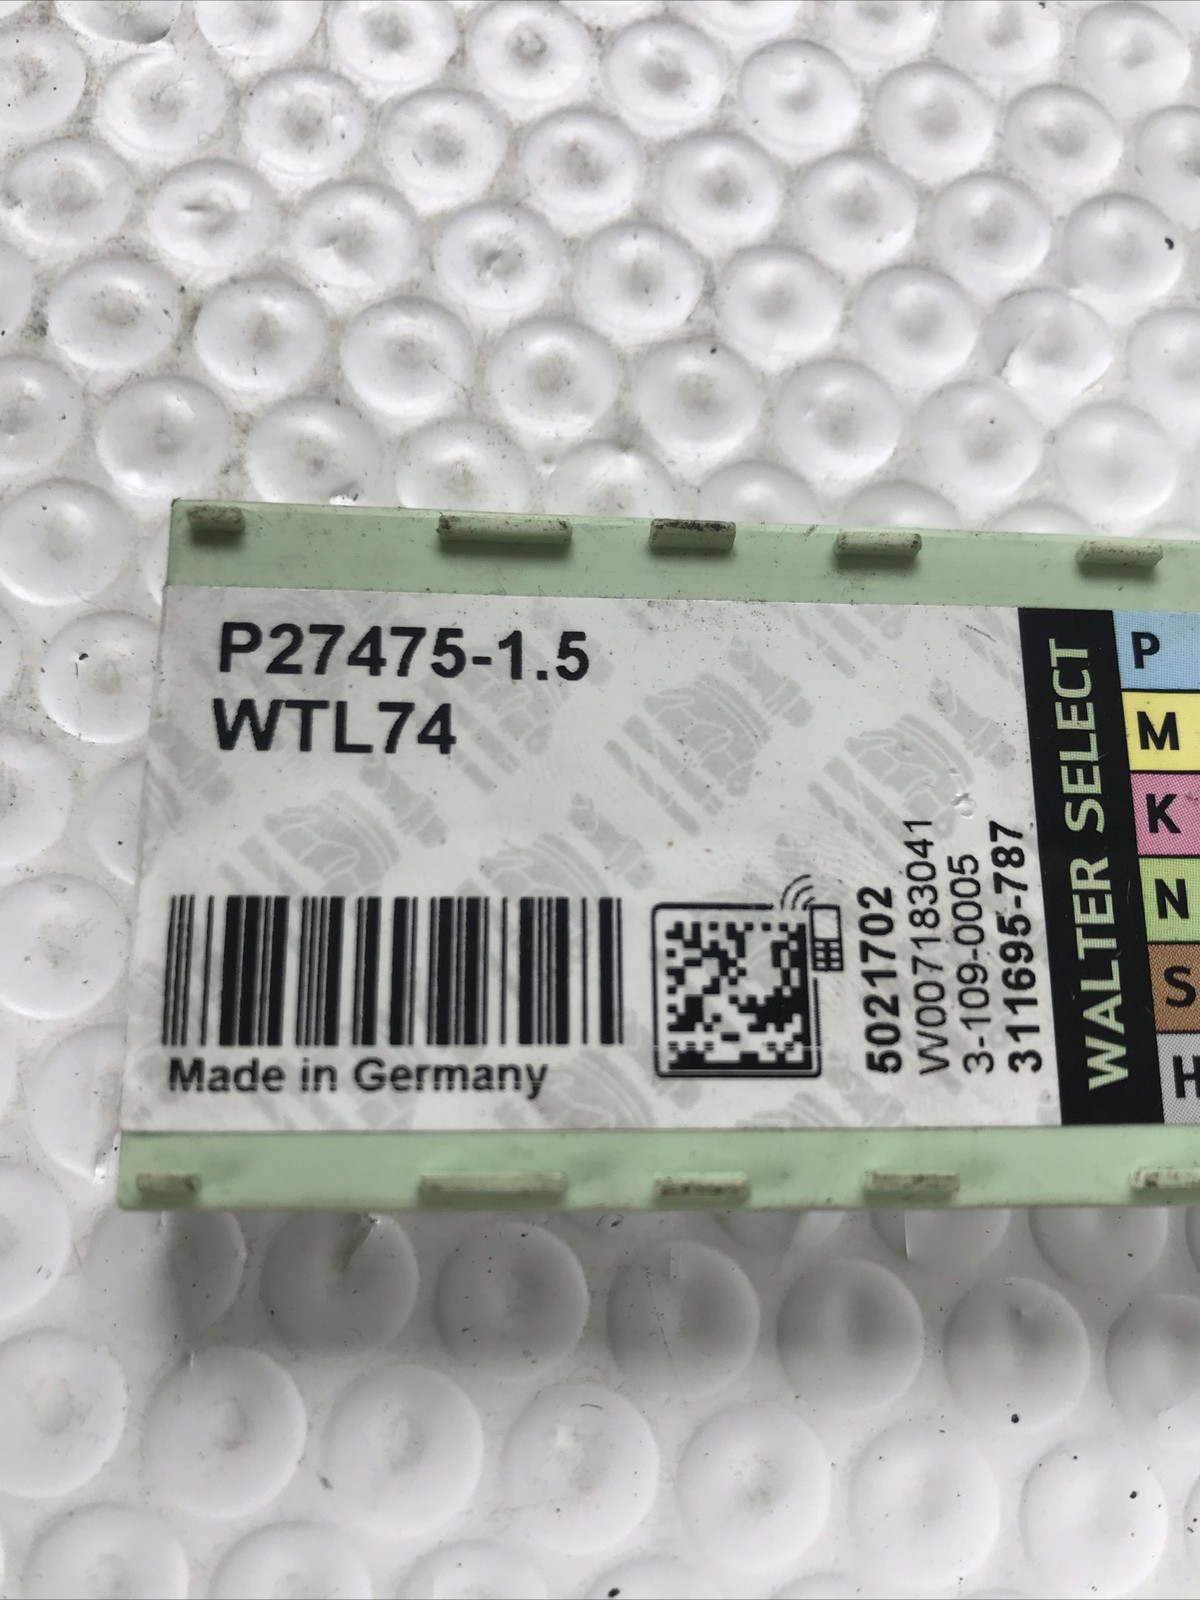 P27475-1.5
WTL74
Made in Germany
5021702
W007183041
3-109-0005
311695-787
WALTER SELECT
P
M
K
N
S
H